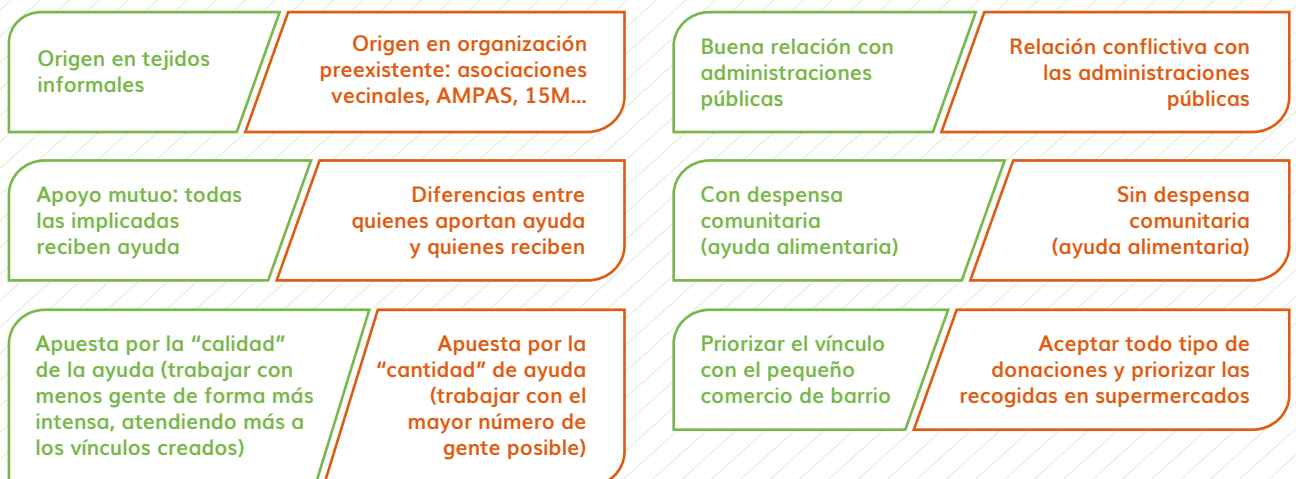 Origen en tejidos
informales
Origen en organización
preexistente: asociaciones
vecinales, AMPAS, 15M...
Apoyo mutuo: todas
las implicadas
reciben ayuda
Diferencias entre
quienes aportan ayuda
y quienes reciben
Apuesta por la “calidad”
de la ayuda (trabajar con
menos gente de forma más
intensa, atendiendo más a
los vínculos creados)
Apuesta por la
“cantidad” de ayuda
(trabajar con el
mayor número de
gente posible)
Buena relación con
administraciones
públicas
Relación conflictiva con
las administraciones
públicas
Con despensa
comunitaria
(ayuda alimentaria)
Sin despensa
comunitaria
(ayuda alimentaria)
Priorizar el vínculo
con el pequeño
comercio de barrio
Aceptar todo tipo de
donaciones y priorizar las
recogidas en supermercados